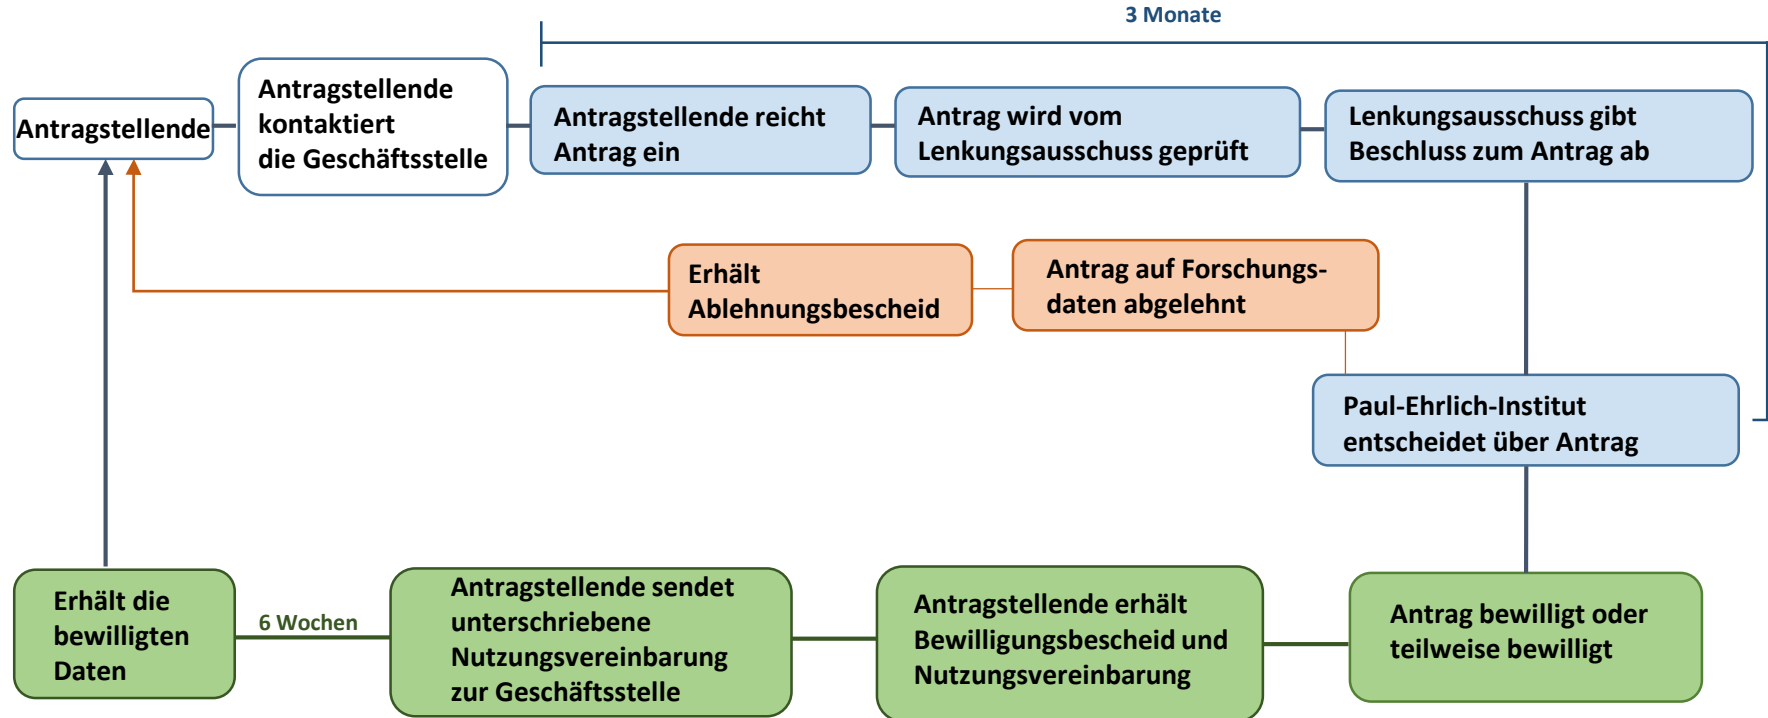 3 Monate
Antragstellende
Antragstellende
kontaktiert
die Geschäftsstelle
Antragstellende reicht
Antrag ein
Antrag wird vom
Lenkungsausschuss geprüft
Lenkungsausschuss gibt
Beschluss zum Antrag ab
Erhält
Ablehnungsbescheid
Antrag auf Forschungs-
daten abgelehnt
Paul-Ehrlich-Institut
entscheidet über Antrag
Erhält die
bewilligten
Daten
6 Wochen
Antragstellende sendet
unterschriebene
Nutzungsvereinbarung
zur Geschäftsstelle
Antragstellende erhält
Bewilligungsbescheid und
Nutzungsvereinbarung
Antrag bewilligt oder
teilweise bewilligt